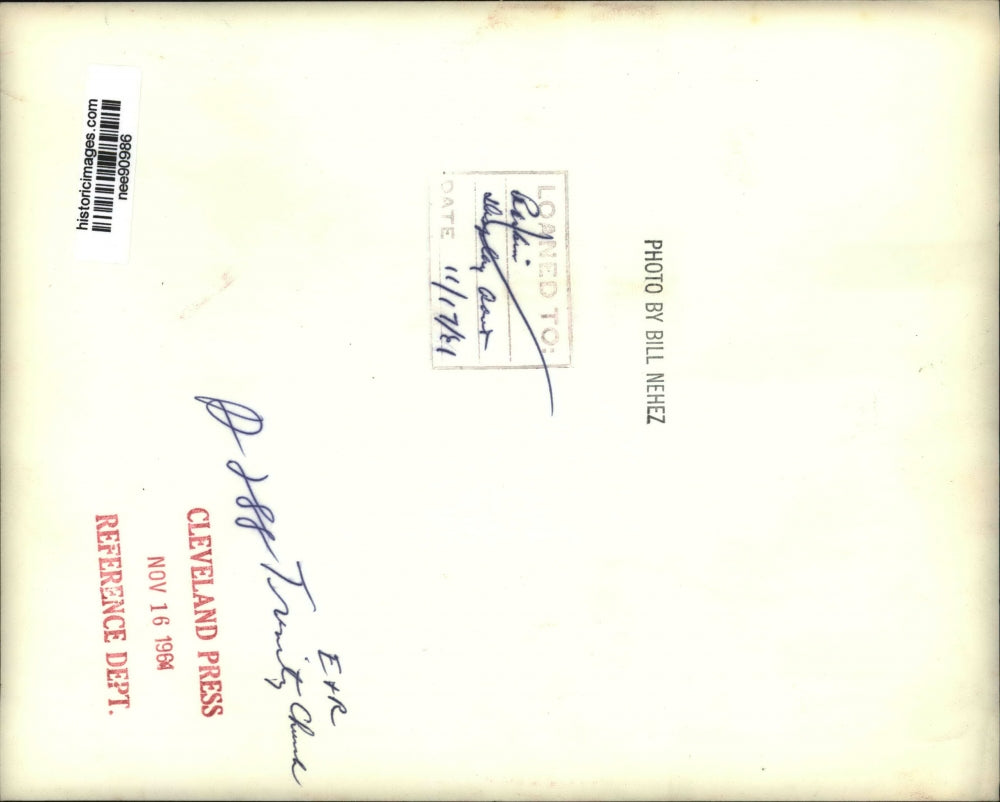 historicimages.com
nee90986
PHOTO BY BILL NEHEZ
LOANED TO:
DATE 11/17/61
E+R
Trinity Church
CLEVELAND PRESS
NOV 16 1964
REFERENCE DEPT.